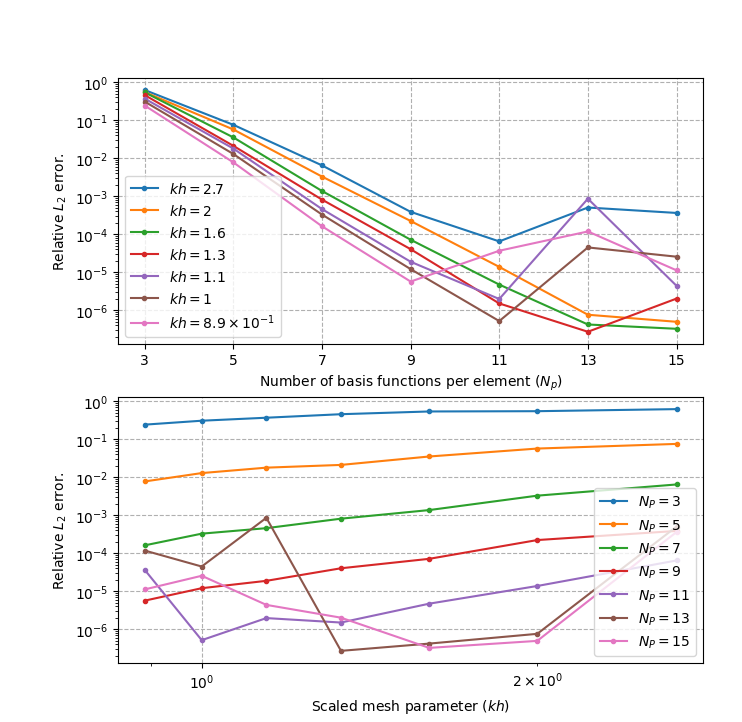 10⁰
10⁻¹
10⁻²
10⁻³
10⁻⁴
10⁻⁵
10⁻⁶
Relative L₂ error.
kh = 2.7
kh = 2
kh = 1.6
kh = 1.3
kh = 1.1
kh = 1
kh = 8.9 × 10⁻¹
3 5 7 9 11 13 15
Number of basis functions per element (Nₚ)
10⁰
10⁻¹
10⁻²
10⁻³
10⁻⁴
10⁻⁵
10⁻⁶
Relative L₂ error.
N_P = 3
N_P = 5
N_P = 7
N_P = 9
N_P = 11
N_P = 13
N_P = 15
10⁰ 2 × 10⁰
Scaled mesh parameter (kh)